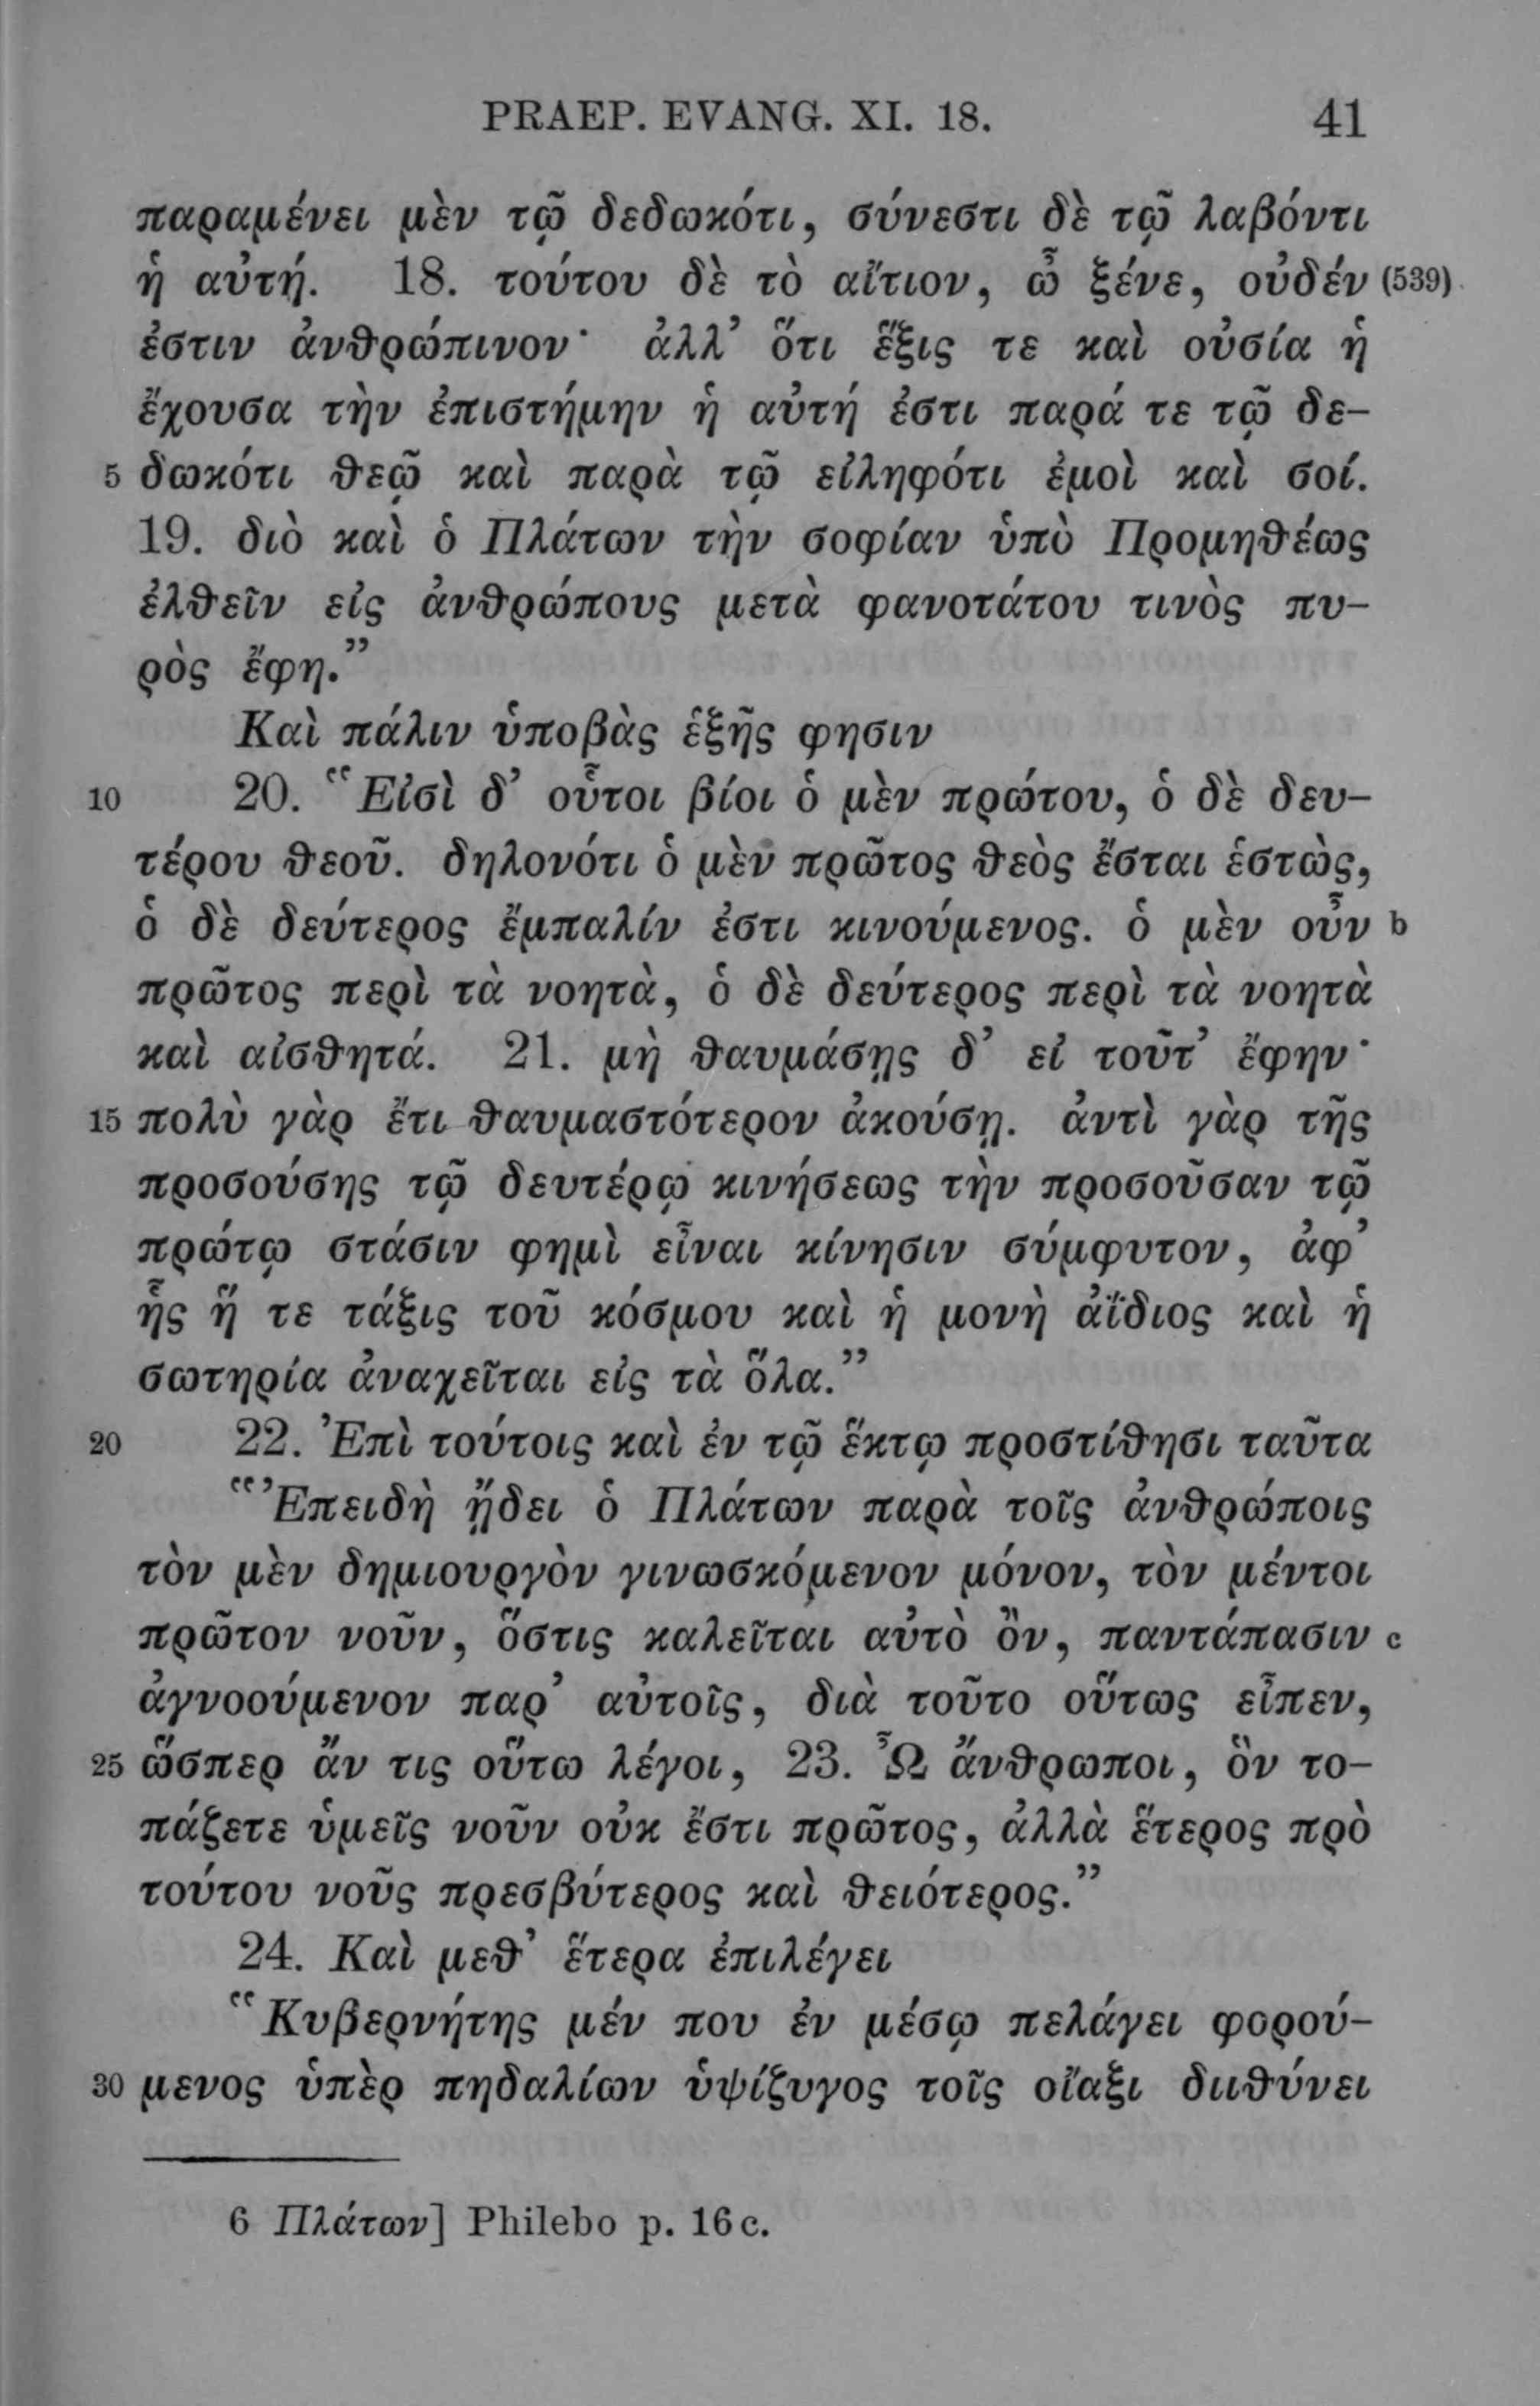 PRAEP. EVANG. XI. 18. 41
παραμένει μὲν τῷ δεδωκότι, σύνεστι δὲ τῷ λαβόντι
ἡ αὐτή. 18. τούτου δὲ τὸ αἴτιον, ὦ ξένε, οὐδέν (539)
ἐστιν ἀνθρώπινον· ἀλλ’ ὅτι ἕξις τε καὶ οὐσία ἡ
ἔχουσα τὴν ἐπιστήμην ἡ αὐτή ἐστι παρά τε τῷ δε-
5 δωκότι θεῷ καὶ παρὰ τῷ εἰληφότι ἐμοὶ καὶ σοί.
19. διὸ καὶ ὁ Πλάτων τὴν σοφίαν ὑπὸ Προμηθέως
ἐλθεῖν εἰς ἀνθρώπους μετὰ φανοτάτου τινὸς πυ-
ρὸς ἔφη.”
Καὶ πάλιν ὑποβὰς ἑξῆς φησιν
10 20. “Εἰσὶ δ’ οὗτοι βίοι ὁ μὲν πρώτου, ὁ δὲ δευ-
τέρου θεοῦ. δηλονότι ὁ μὲν πρῶτος θεὸς ἔσται ἑστὼς,
ὁ δὲ δεύτερος ἔμπαλίν ἐστι κινούμενος. ὁ μὲν οὖν b
πρῶτος περὶ τὰ νοητὰ, ὁ δὲ δεύτερος περὶ τὰ νοητὰ
καὶ αἰσθητά. 21. μὴ θαυμάσῃς δ’ εἰ τοῦτ’ ἔφην·
15 πολὺ γὰρ ἔτι θαυμαστότερον ἀκούσῃ. ἀντὶ γὰρ τῆς
προσούσης τῷ δευτέρῳ κινήσεως τὴν προσοῦσαν τῷ
πρώτῳ στάσιν φημὶ εἶναι κίνησιν σύμφυτον, ἀφ’
ἧς ἥ τε τάξις τοῦ κόσμου καὶ ἡ μονὴ ἀΐδιος καὶ ἡ
σωτηρία ἀναχεῖται εἰς τὰ ὅλα.”
20 22. Ἐπὶ τούτοις καὶ ἐν τῷ ἕκτῳ προστίθησι ταῦτα
“Ἐπειδὴ ᾔδει ὁ Πλάτων παρὰ τοῖς ἀνθρώποις
τὸν μὲν δημιουργὸν γινωσκόμενον μόνον, τὸν μέντοι
πρῶτον νοῦν, ὅστις καλεῖται αὐτὸ ὂν, παντάπασιν c
ἀγνοούμενον παρ’ αὐτοῖς, διὰ τοῦτο οὕτως εἶπεν,
25 ὥσπερ ἄν τις οὕτω λέγοι, 23. Ὦ ἄνθρωποι, ὃν το-
πάζετε ὑμεῖς νοῦν οὐκ ἔστι πρῶτος, ἀλλὰ ἕτερος πρὸ
τούτου νοῦς πρεσβύτερος καὶ θειότερος.”
24. Καὶ μεθ’ ἕτερα ἐπιλέγει
“Κυβερνήτης μέν που ἐν μέσῳ πελάγει φορού-
30 μενος ὑπὲρ πηδαλίων ὑψίζυγος τοῖς οἴαξι διιθύνει
6 Πλάτων] Philebo p. 16 c.